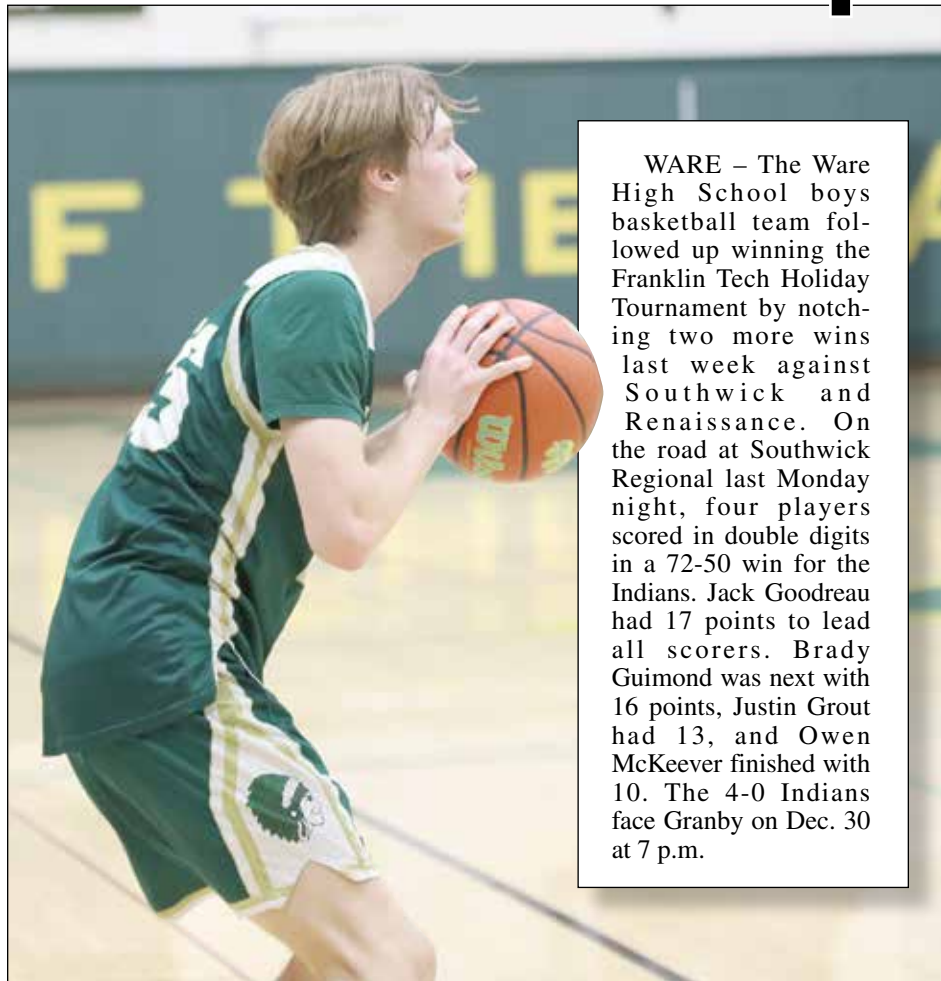 F THE
WARE – The Ware
High School boys
basketball team fol-
lowed up winning the
Franklin Tech Holiday
Tournament by notch-
ing two more wins
last week against
Southwick and
Renaissance. On
the road at Southwick
Regional last Monday
night, four players
scored in double digits
in a 72-50 win for the
Indians. Jack Goodreau
had 17 points to lead
all scorers. Brady
Guimond was next with
16 points, Justin Grout
had 13, and Owen
McKeever finished with
10. The 4-0 Indians
face Granby on Dec. 30
at 7 p.m.